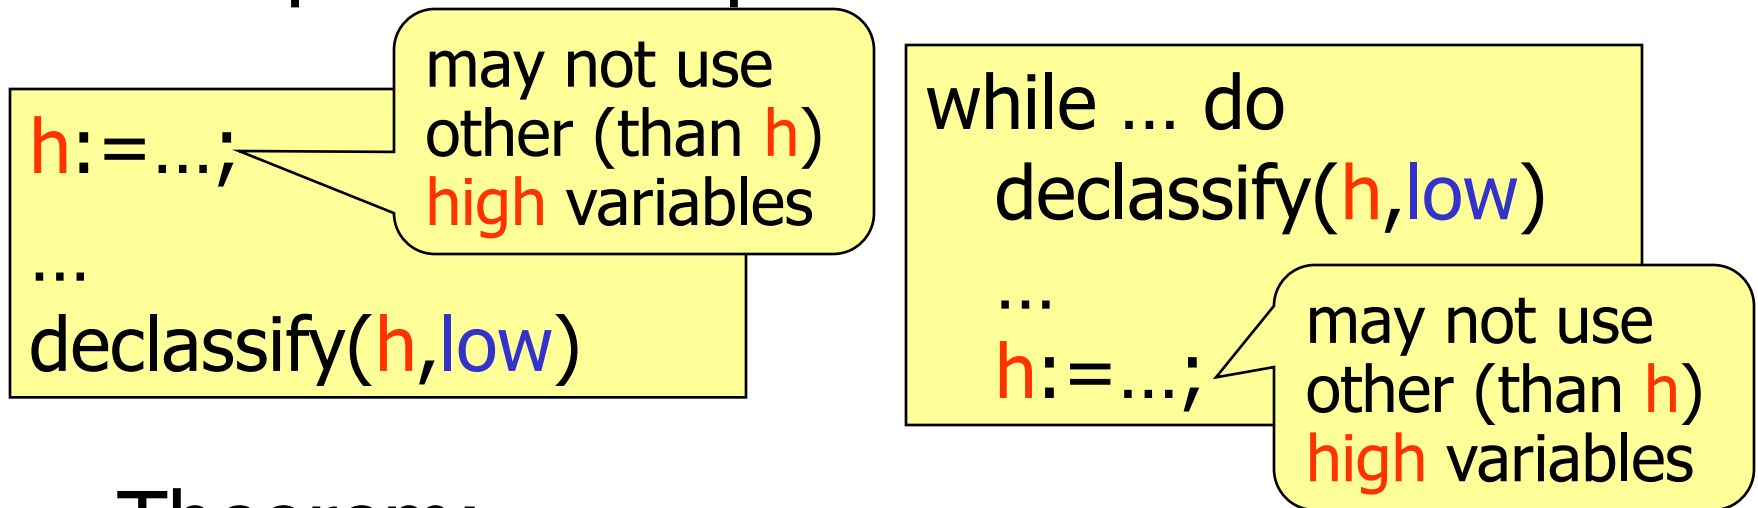 h:=...;
...
declassify(h,low)
may not use
other (than h)
high variables
while ... do
declassify(h,low)
...
h:=...;
may not use
other (than h)
high variables
Theorem: